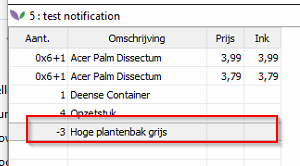 5 : test notification
Aant. Omschrijving Prijs Ink
0x6+1 Acer Palm Dissectum 3,99 3,99
0x6+1 Acer Palm Dissectum 3,79 3,79
1 Deense Container
4 Opzetstuk
-3 Hoge plantenbak grijs